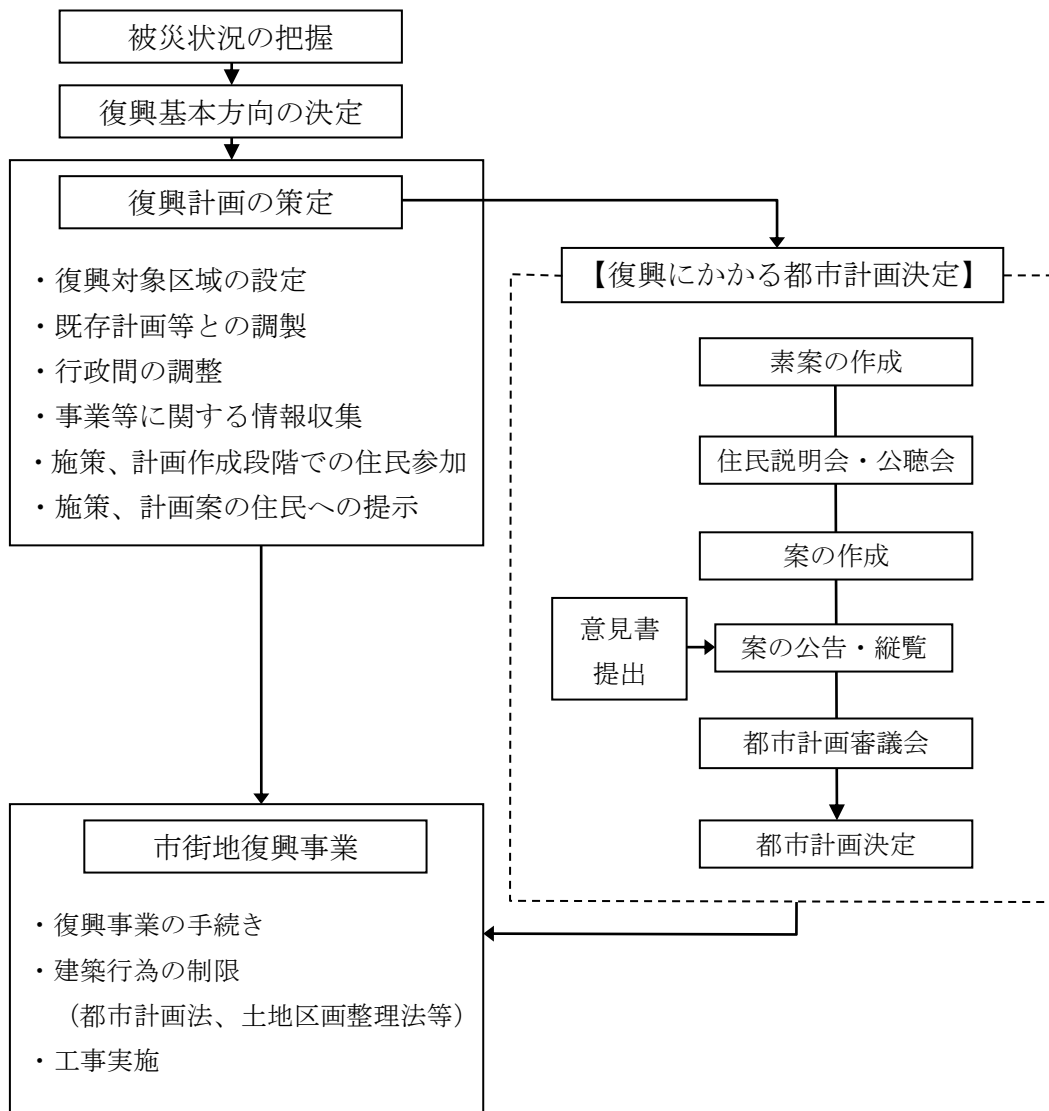 被災状況の把握
復興基本方向の決定
復興計画の策定
・復興対象区域の設定
・既存計画等との調製
・行政間の調整
・事業等に関する情報収集
・施策、計画作成段階での住民参加
・施策、計画案の住民への提示
【復興にかかる都市計画決定】
素案の作成
住民説明会・公聴会
案の作成
意見書
提出
案の公告・縦覧
都市計画審議会
都市計画決定
市街地復興事業
・復興事業の手続き
・建築行為の制限
（都市計画法、土地区画整理法等）
・工事実施